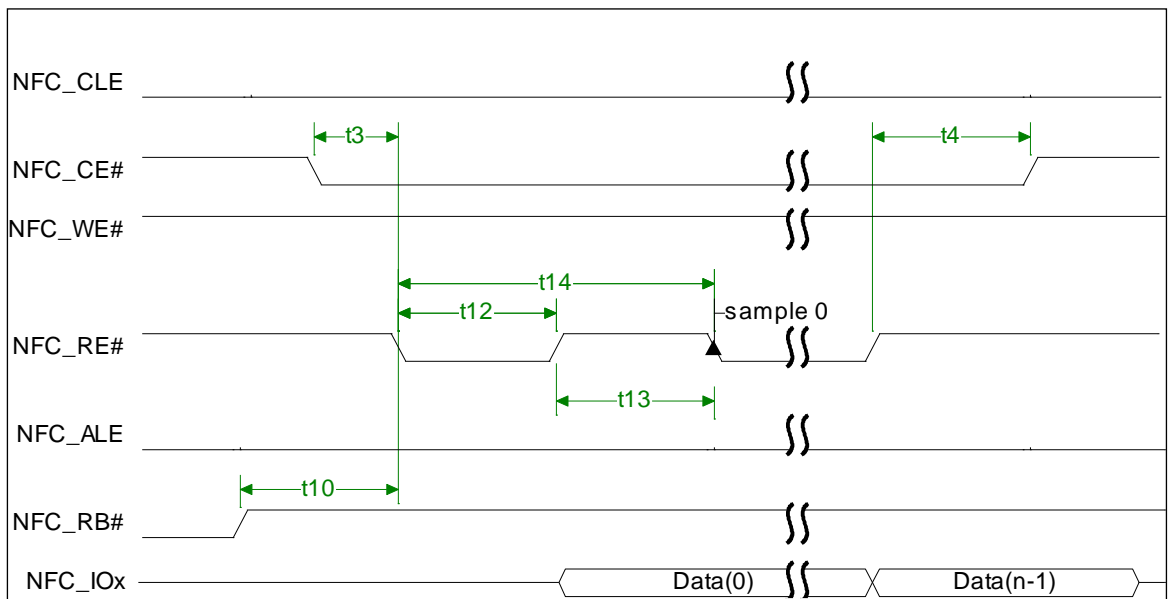 NFC_CLE
t3
t4
NFC_CE#
NFC_WE#
t14
t12
sample 0
NFC_RE#
t13
NFC_ALE
t10
NFC_RB#
NFC_IOx
Data(0)
Data(n-1)